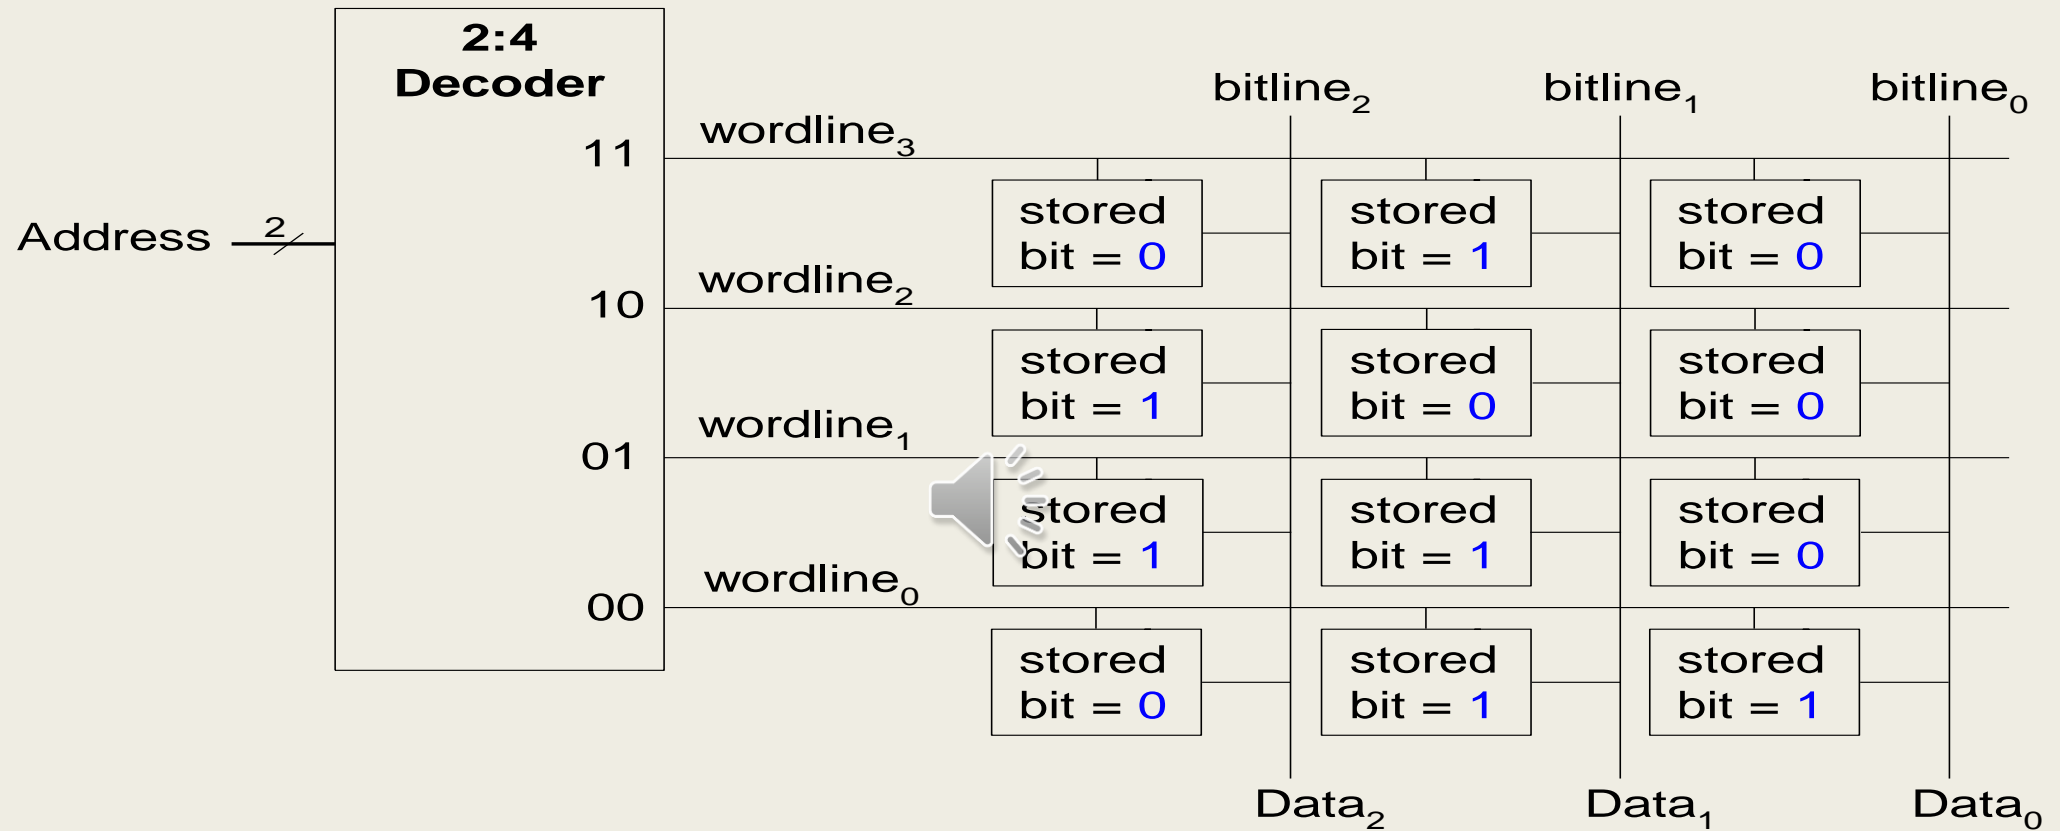 2:4
Decoder
bitline₂ bitline₁ bitline₀
wordline₃
11
stored stored stored
bit = 0 bit = 1 bit = 0
Address 2
wordline₂
10
stored stored stored
bit = 1 bit = 0 bit = 0
wordline₁
01
stored stored stored
bit = 1 bit = 1 bit = 0
wordline₀
00
stored stored stored
bit = 0 bit = 1 bit = 1
Data₂ Data₁ Data₀